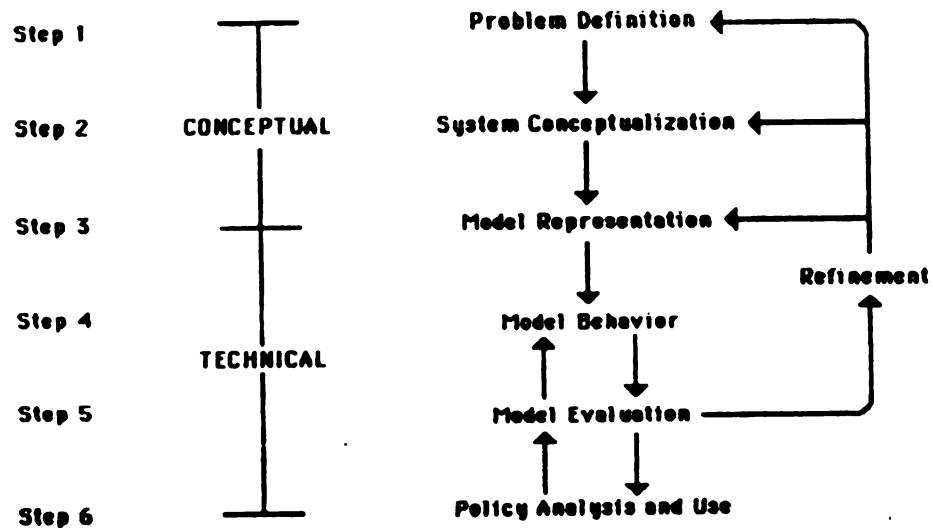 Step 1 Problem Definition
Step 2 CONCEPTUAL System Conceptualization
Step 3 Model Representation
Refinement
Step 4 Model Behavior
TECHNICAL
Step 5 Model Evaluation
Step 6 Policy Analysis and Use